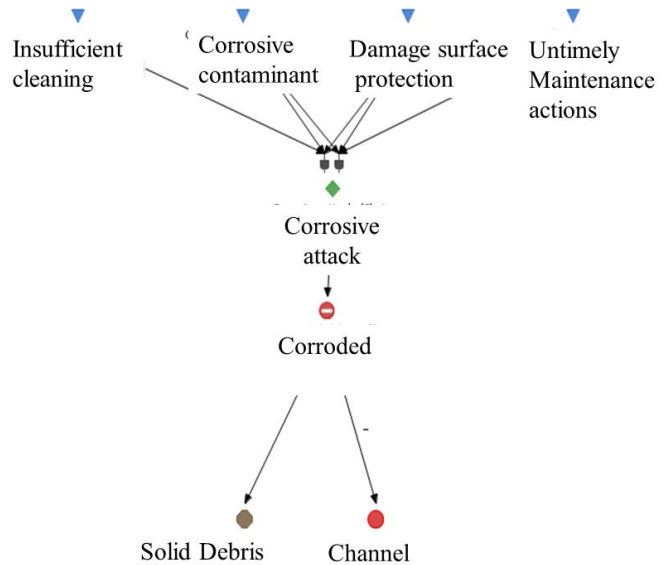 Insufficient
cleaning
Corrosive
contaminant
Damage surface
protection
Untimely
Maintenance
actions
Corrosive
attack
Corroded
-
Solid Debris
Channel